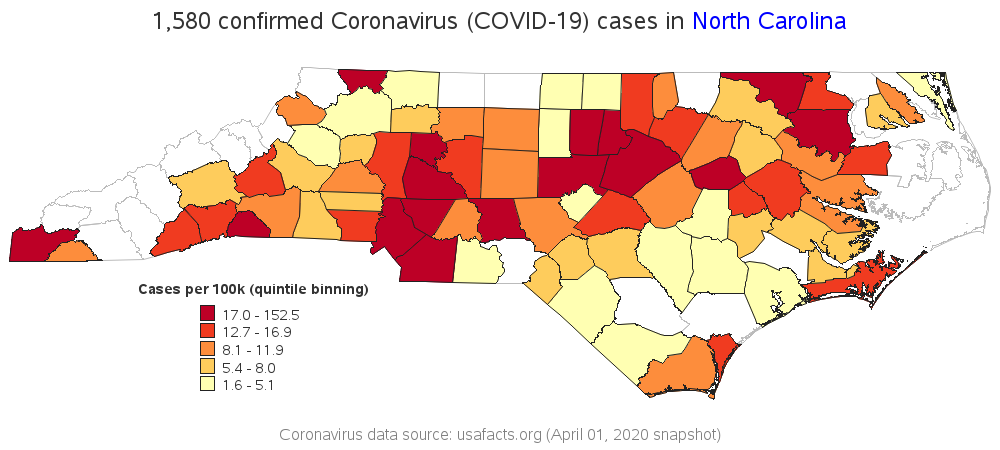 1,580 confirmed Coronavirus (COVID-19) cases in North Carolina
Cases per 100k (quintile binning)
17.0 - 152.5
12.7 - 16.9
8.1 - 11.9
5.4 - 8.0
1.6 - 5.1
Coronavirus data source: usafacts.org (April 01, 2020 snapshot)